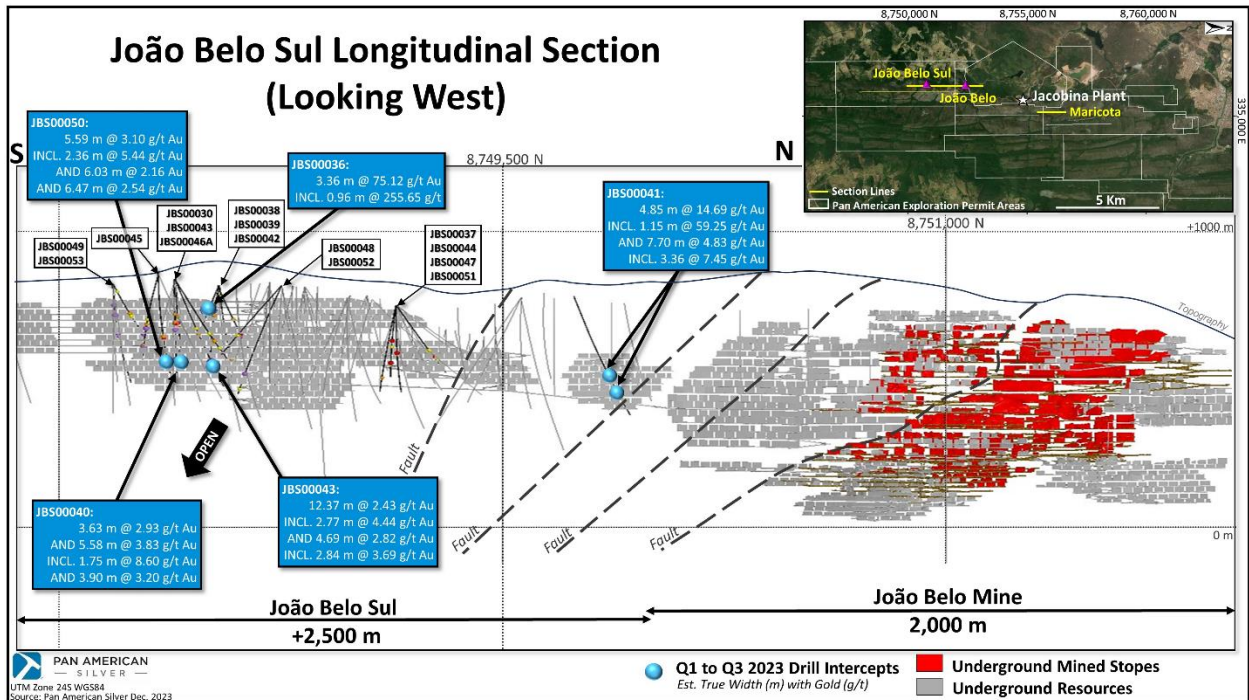 João Belo Sul Longitudinal Section
(Looking West)
8,750,000 N
8,755,000 N
8,760,000 N
N
João Belo Sul
João Belo
Jacobina Plant
Maricota
335,000 E
Section Lines
Pan American Exploration Permit Areas
5 Km
JBS00050:
5.59 m @ 3.10 g/t Au
INCL. 2.36 m @ 5.44 g/t Au
AND 6.03 m @ 2.16 Au
AND 6.47 m @ 2.54 g/t Au
S
JBS00036:
3.36 m @ 75.12 g/t Au
INCL. 0.96 m @ 255.65 g/t
8,749,500 N
N
JBS00041:
4.85 m @ 14.69 g/t Au
INCL. 1.15 m @ 59.25 g/t Au
AND 7.70 m @ 4.83 g/t Au
INCL. 3.36 @ 7.45 g/t Au
8,751,000 N
+1000 m
JBS00049
JBS00053
JBS00045
JBS00030
JBS00043
JBS00046A
JBS00038
JBS00039
JBS00042
JBS00048
JBS00052
JBS00037
JBS00044
JBS00047
JBS00051
Topography
OPEN
Fault
Fault
Fault
Fault
0 m
JBS00040:
3.63 m @ 2.93 g/t Au
AND 5.58 m @ 3.83 g/t Au
INCL. 1.75 m @ 8.60 g/t Au
AND 3.90 m @ 3.20 g/t Au
JBS00043:
12.37 m @ 2.43 g/t Au
INCL. 2.77 m @ 4.44 g/t Au
AND 4.69 m @ 2.82 g/t Au
INCL. 2.84 m @ 3.69 g/t Au
João Belo Sul
+2,500 m
João Belo Mine
2,000 m
PAN AMERICAN
SILVER
UTM Zone 24S WGS84
Source: Pan American Silver Dec. 2023
Q1 to Q3 2023 Drill Intercepts
Est. True Width (m) with Gold (g/t)
Underground Mined Stopes
Underground Resources